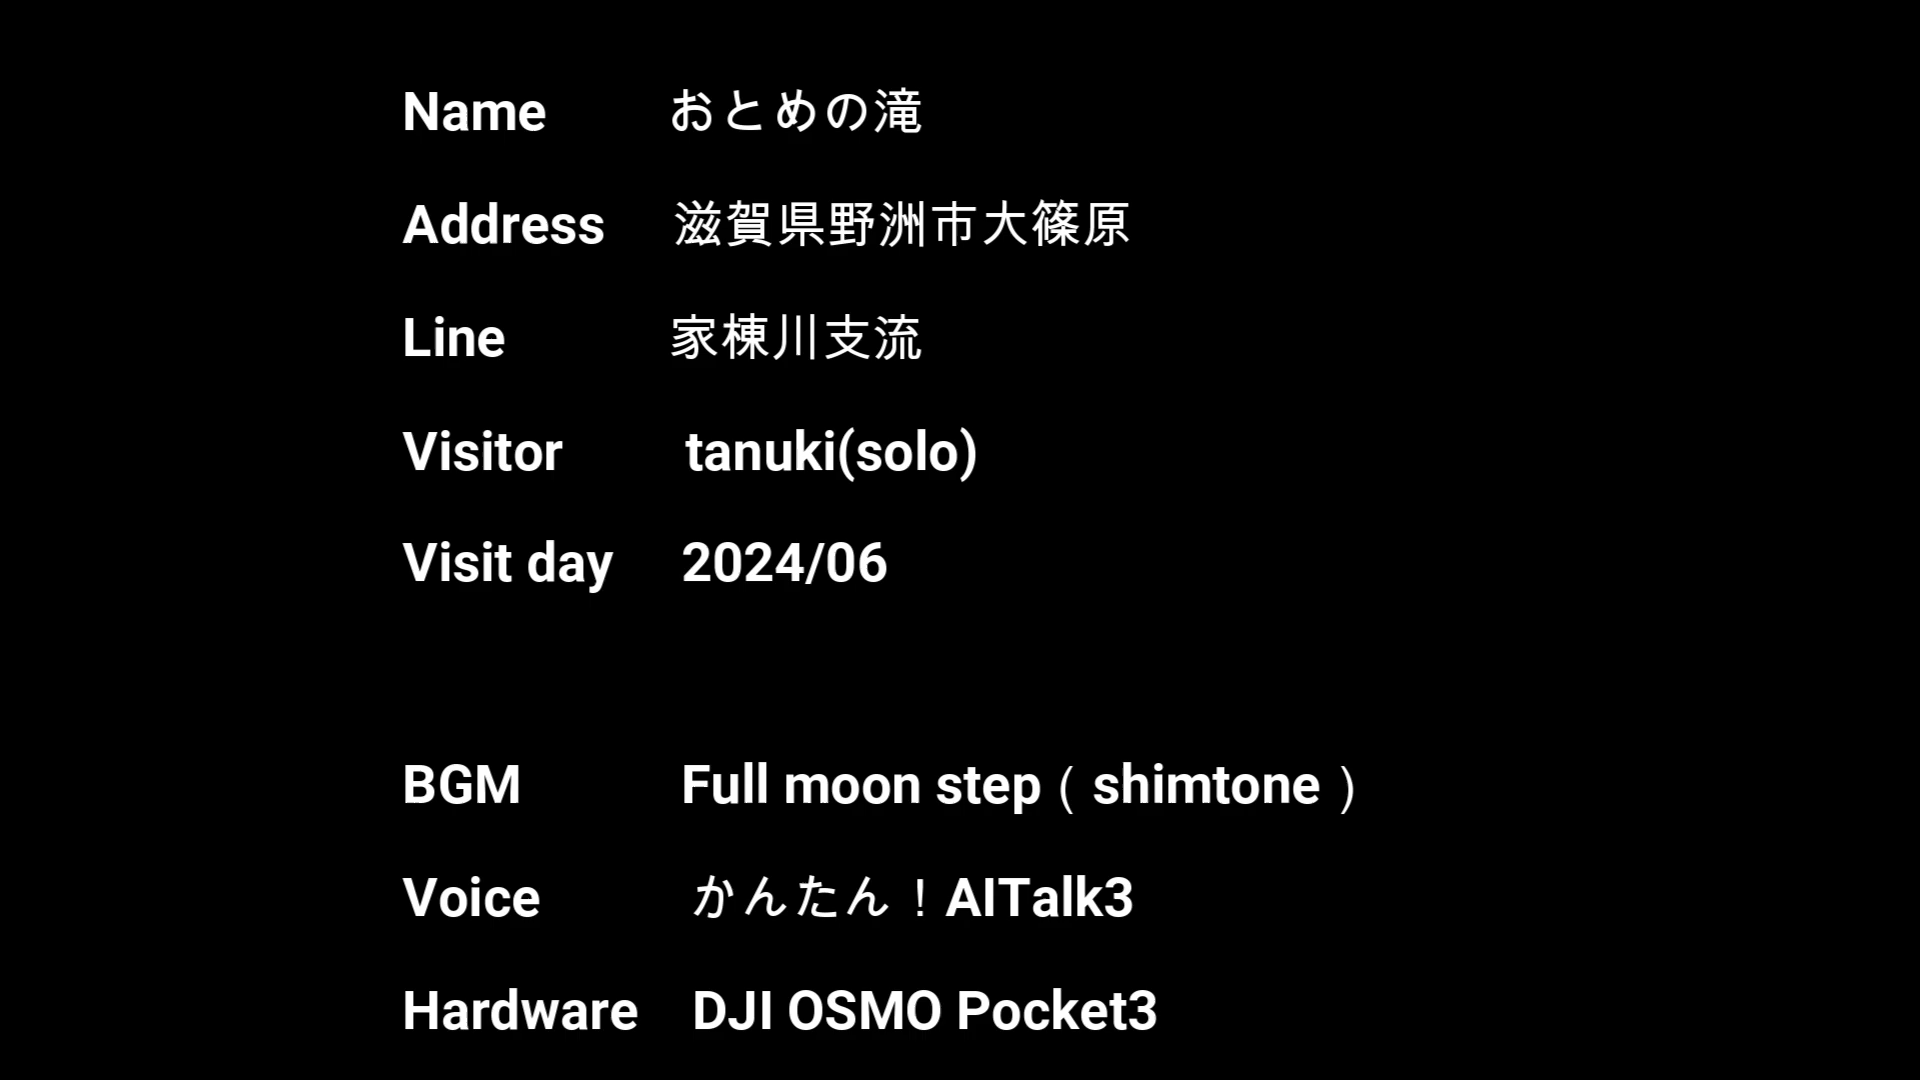 Name おとめの滝
Address 滋賀県野洲市大篠原
Line 家棟川支流
Visitor tanuki(solo)
Visit day 2024/06
BGM Full moon step（shimtone）
Voice かんたん！AITalk3
Hardware DJI OSMO Pocket3